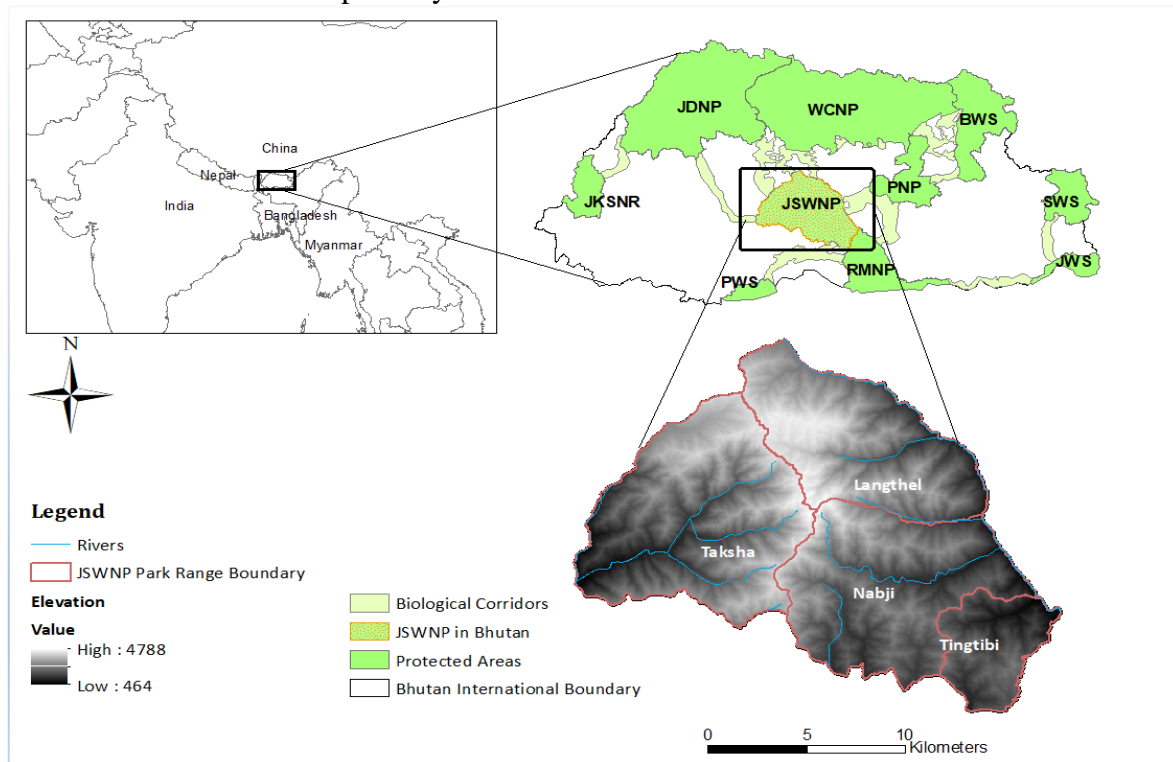 China
Nepal
India
Bangladesh
Myanmar
JDNP
WCNP
BWS
JKSNR
JSWNP
PNP
SWS
PWS
RMNP
JWS
N
Langthel
Taksha
Nabji
Tingtibi
Legend
Rivers
JSWNP Park Range Boundary
Elevation
Value
High : 4788
Low : 464
Biological Corridors
JSWNP in Bhutan
Protected Areas
Bhutan International Boundary
0 5 10
Kilometers